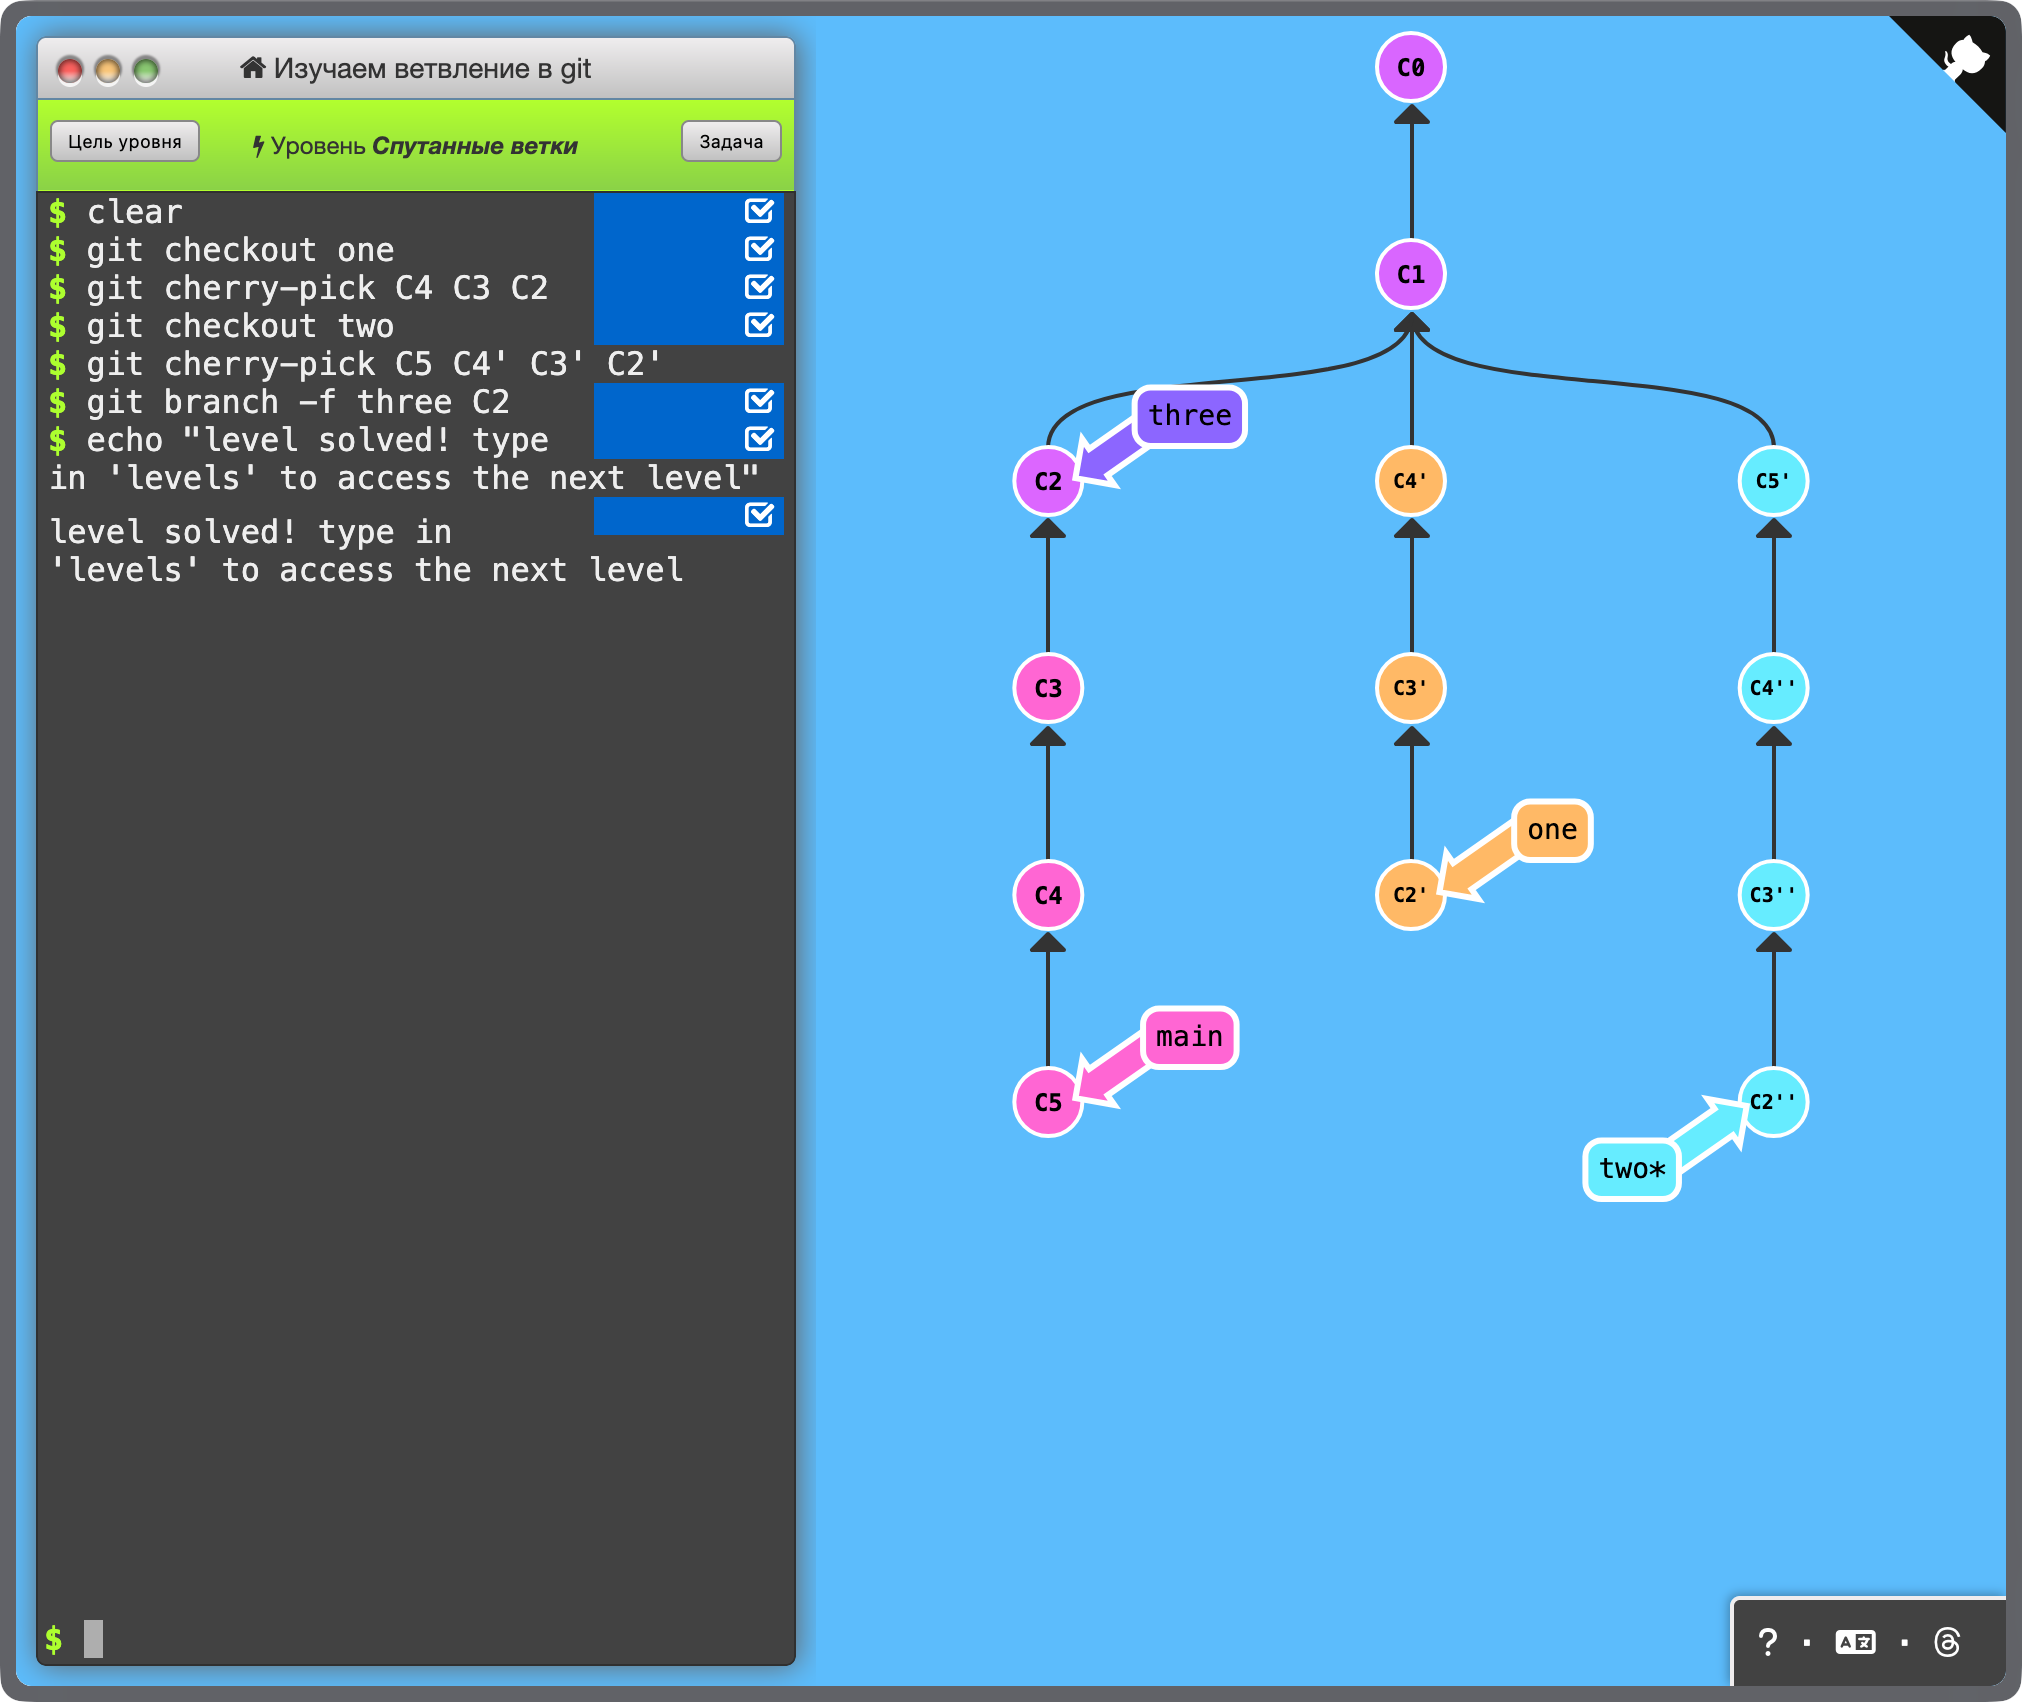 Изучаем ветвление в git
Цель уровня
Уровень Спутанные ветки
Задача
$ clear
$ git checkout one
$ git cherry-pick C4 C3 C2
$ git checkout two
$ git cherry-pick C5 C4' C3' C2'
$ git branch -f three C2
$ echo "level solved! type
in 'levels' to access the next level"
level solved! type in
'levels' to access the next level
$
C0
C1
three
C2
C4'
C5'
C3
C3'
C4''
one
C4
C2'
C3''
main
C5
C2''
two*
? · A文 ·